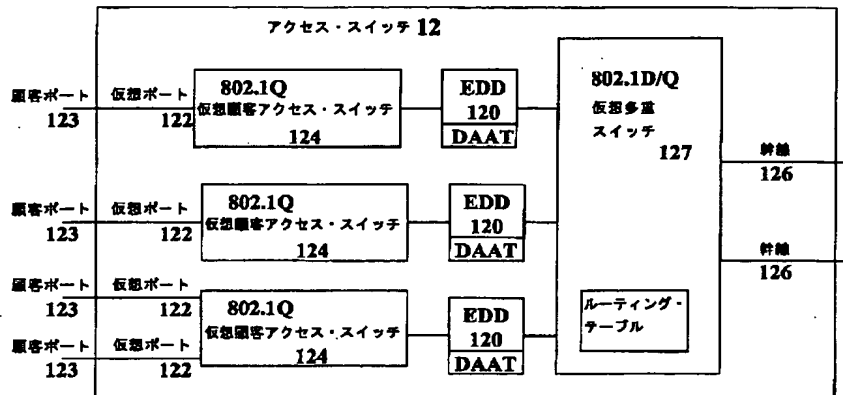 アクセス・スイッチ 12
顧客ポート
123
仮想ポート
122
802.1Q
仮想顧客アクセス・スイッチ
124
EDD
120
DAAT
802.1D/Q
仮想多重
スイッチ
127
幹線
126
顧客ポート
123
仮想ポート
122
802.1Q
仮想顧客アクセス・スイッチ
124
EDD
120
DAAT
幹線
126
顧客ポート
123
仮想ポート
122
802.1Q
仮想顧客アクセス・スイッチ
124
顧客ポート
123
仮想ポート
122
EDD
120
DAAT
ルーティング・
テーブル